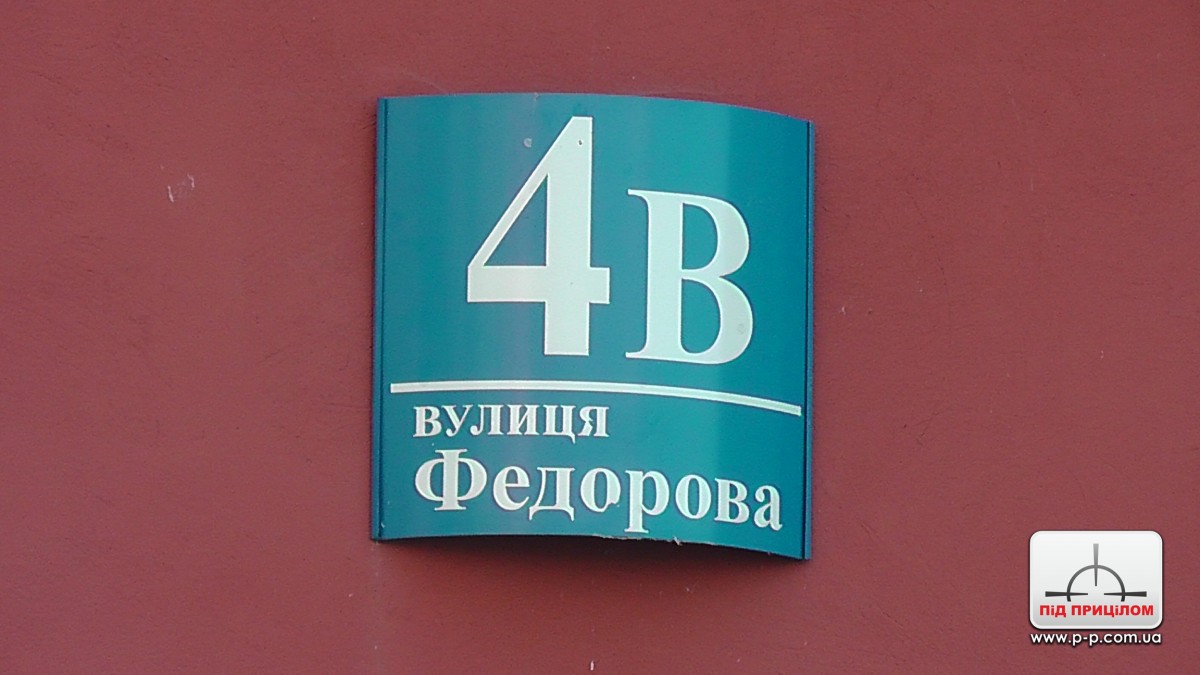 4В
вулиця
Федорова
ПІД ПРИЦІЛОМ
www.p-p.com.ua